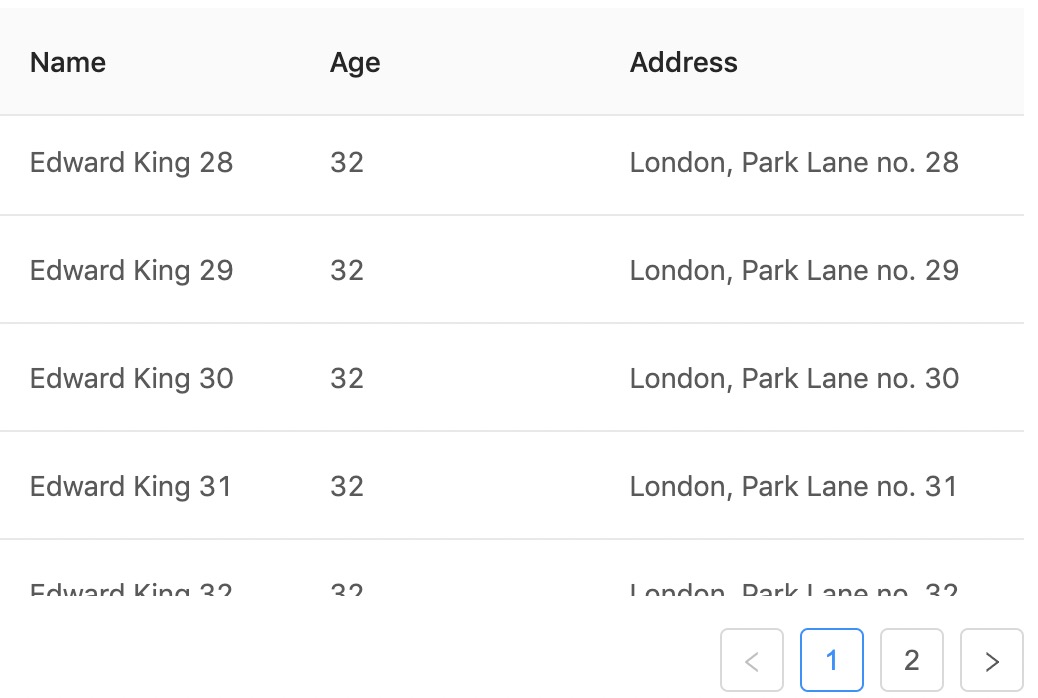 Name Age Address
Edward King 28 32 London, Park Lane no. 28
Edward King 29 32 London, Park Lane no. 29
Edward King 30 32 London, Park Lane no. 30
Edward King 31 32 London, Park Lane no. 31
Edward King 32 32 London, Park Lane no. 32
< 1 2 >